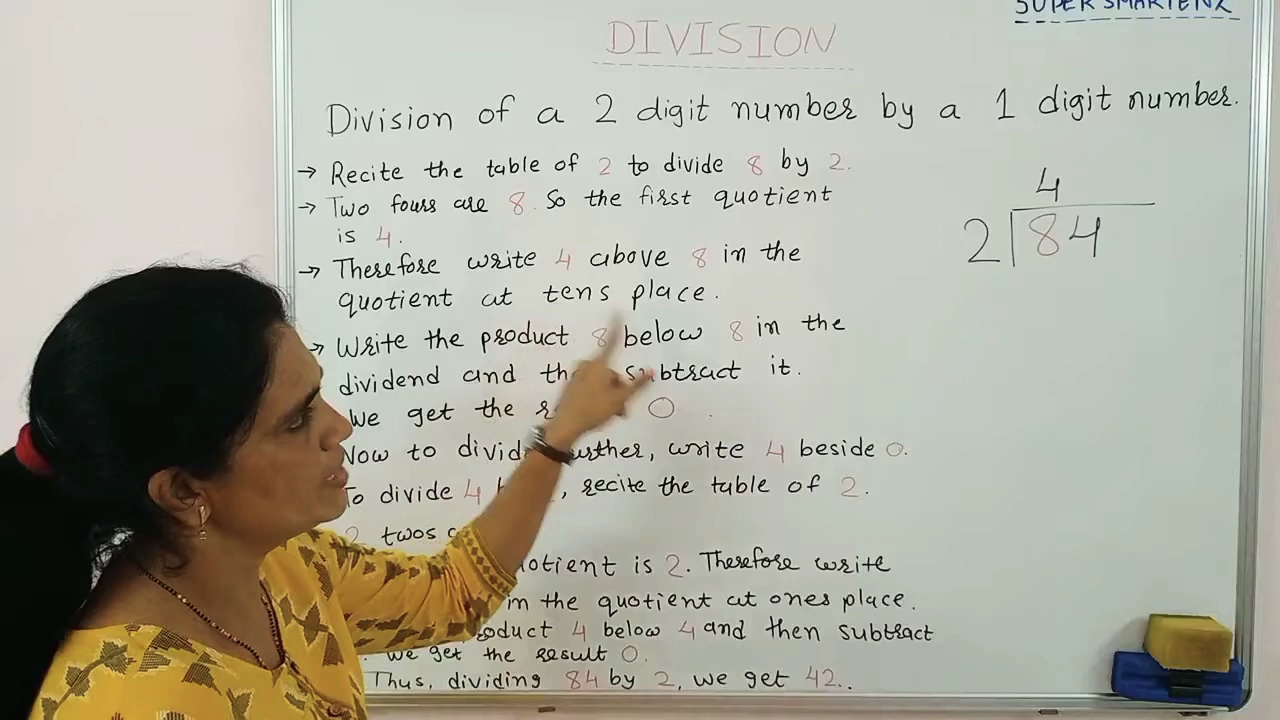 SUPER SMARTENZ
DIVISION
Division of a 2 digit number by a 1 digit number.
→ Recite the table of 2 to divide 8 by 2.
→ Two fours are 8. So the first quotient
is 4.
→ Therefore write 4 above 8 in the
quotient at tens place.
→ Write the product 8 below 8 in the
dividend and subtract it.
We get the 0.
Now to divide further, write 4 beside 0.
To divide 4 , recite the table of 2.
2 twos
is 2. Therefore write
in the quotient at ones place.
4 below 4 and then subtract
We get the result 0.
Thus, dividing 84 by 2, we get 42.
4
2 84